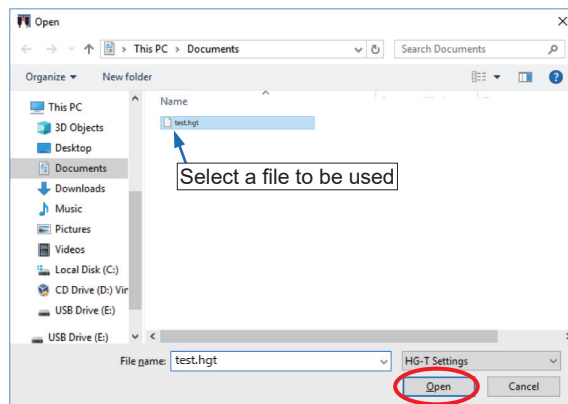 Open
This PC > Documents
Search Documents
Organize
New folder
This PC
3D Objects
Desktop
Documents
Downloads
Music
Pictures
Videos
Local Disk (C:)
CD Drive (D:) Vir
USB Drive (E:)
USB Drive (E:)
Name
test.hgt
Select a file to be used
File name: test.hgt
HG-T Settings
Open
Cancel